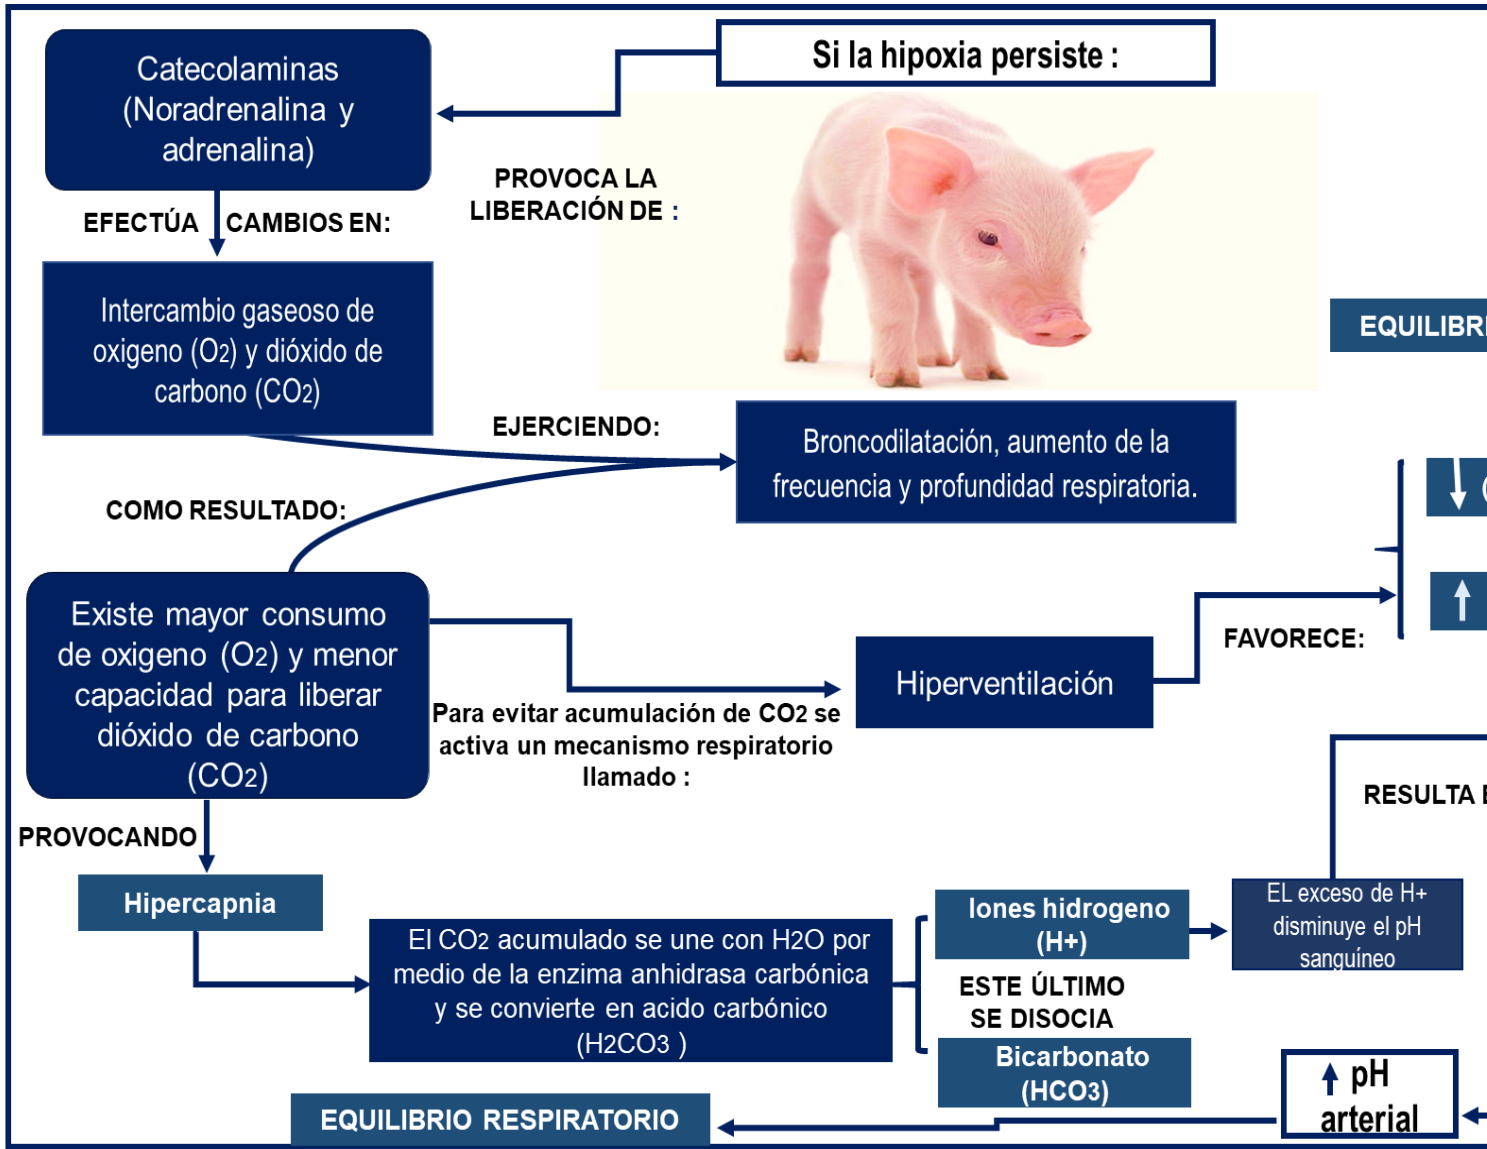 Si la hipoxia persiste :
Catecolaminas
(Noradrenalina y
adrenalina)
PROVOCA LA
LIBERACIÓN DE :
EFECTÚA CAMBIOS EN:
Intercambio gaseoso de
oxigeno (O2) y dióxido de
carbono (CO2)
EJERCIENDO:
Broncodilatación, aumento de la
frecuencia y profundidad respiratoria.
COMO RESULTADO:
Existe mayor consumo
de oxigeno (O2) y menor
capacidad para liberar
dióxido de carbono
(CO2)
Para evitar acumulación de CO2 se
activa un mecanismo respiratorio
llamado :
Hiperventilación
FAVORECE:
EQUILIBRI
PROVOCANDO
Hipercapnia
El CO2 acumulado se une con H2O por
medio de la enzima anhidrasa carbónica
y se convierte en acido carbónico
(H2CO3 )
Iones hidrogeno
(H+)
ESTE ÚLTIMO
SE DISOCIA
Bicarbonato
(HCO3)
EL exceso de H+
disminuye el pH
sanguíneo
RESULTA
pH
arterial
EQUILIBRIO RESPIRATORIO